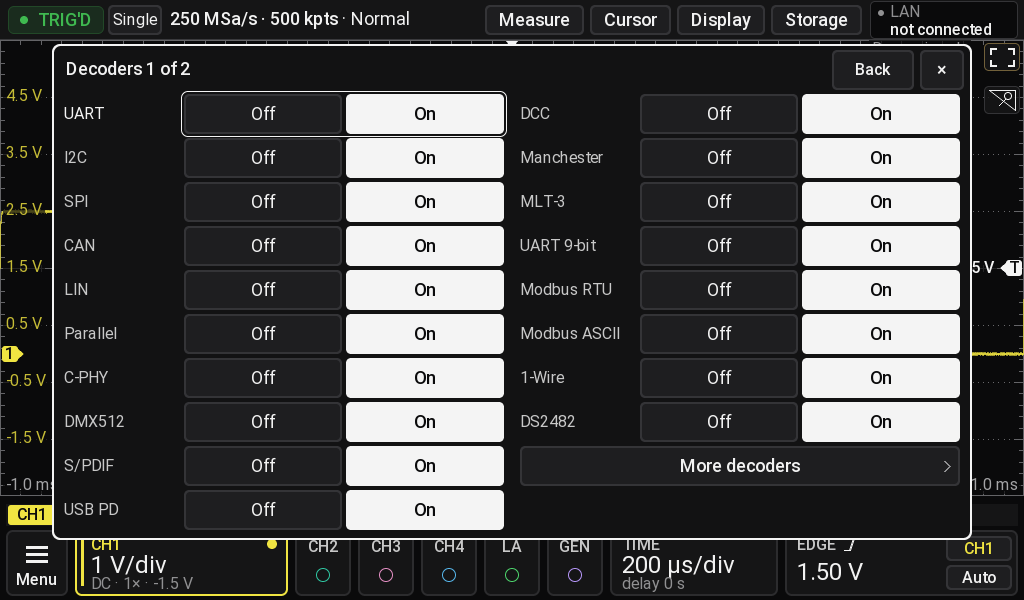 TRIG'D
Single
250 MSa/s · 500 kpts · Normal
Measure
Cursor
Display
Storage
LAN
not connected
Decoders 1 of 2
Back
×
UART Off On
I2C Off On
SPI Off On
CAN Off On
LIN Off On
Parallel Off On
C-PHY Off On
DMX512 Off On
S/PDIF Off On
USB PD Off On
DCC Off On
Manchester Off On
MLT-3 Off On
UART 9-bit Off On
Modbus RTU Off On
Modbus ASCII Off On
1-Wire Off On
DS2482 Off On
More decoders
4.5 V
3.5 V
2.5 V
1.5 V
0.5 V
1
-0.5 V
-1.5 V
-1.0 ms
5 V
T
1.0 ms
CH1
Menu
CH1
1 V/div
DC · 1× · -1.5 V
CH2
CH3
CH4
LA
GEN
TIME
200 µs/div
delay 0 s
EDGE
1.50 V
CH1
Auto